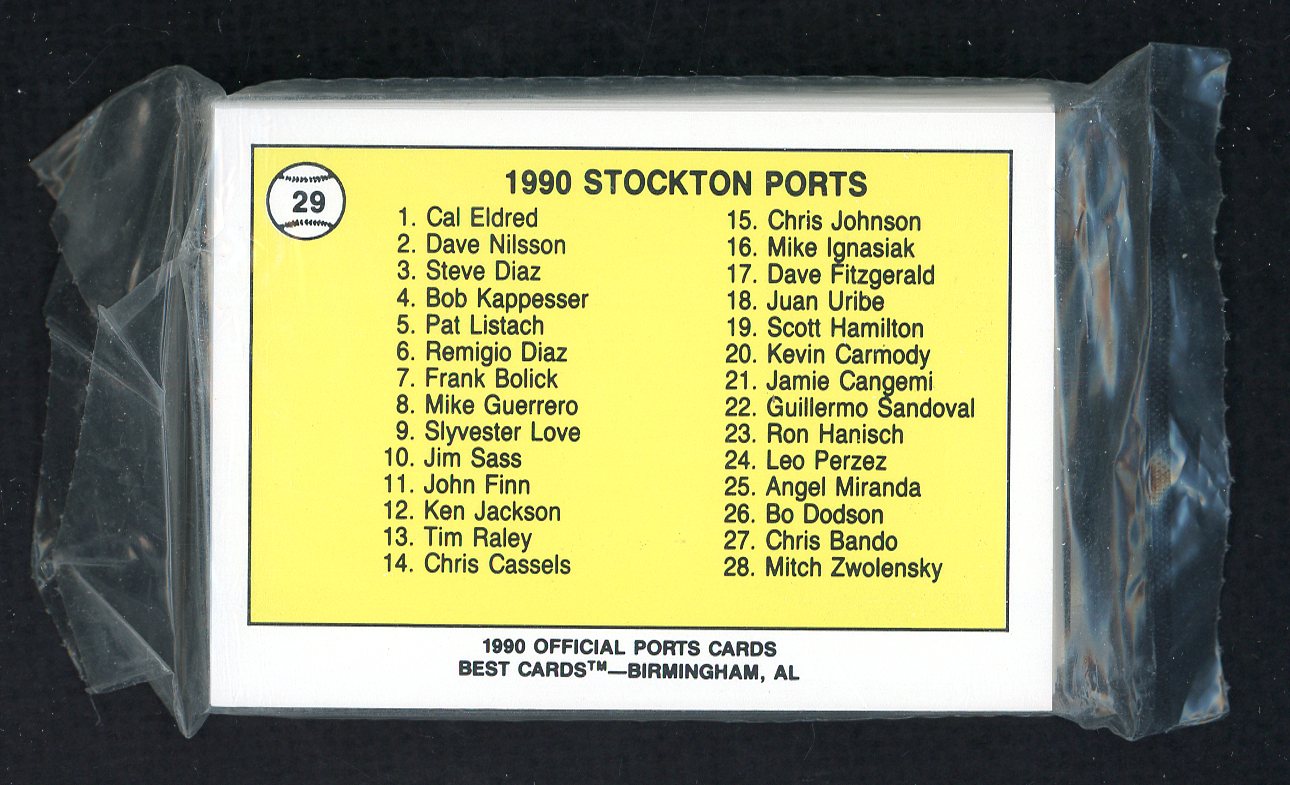 29
1990 STOCKTON PORTS
1. Cal Eldred
2. Dave Nilsson
3. Steve Diaz
4. Bob Kappesser
5. Pat Listach
6. Remigio Diaz
7. Frank Bolick
8. Mike Guerrero
9. Slyvester Love
10. Jim Sass
11. John Finn
12. Ken Jackson
13. Tim Raley
14. Chris Cassels
15. Chris Johnson
16. Mike Ignasiak
17. Dave Fitzgerald
18. Juan Uribe
19. Scott Hamilton
20. Kevin Carmody
21. Jamie Cangemi
22. Guillermo Sandoval
23. Ron Hanisch
24. Leo Perzez
25. Angel Miranda
26. Bo Dodson
27. Chris Bando
28. Mitch Zwolensky
1990 OFFICIAL PORTS CARDS
BEST CARDS™—BIRMINGHAM, AL